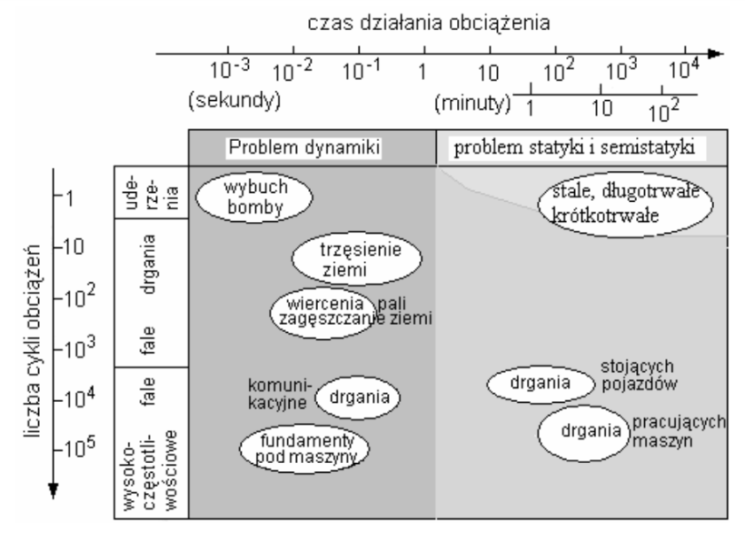 czas działania obciążenia
10-3 10-2 10-1 1 10 10² 10³ 10⁴
(sekundy) (minuty) 1 10 10²
Problem dynamiki problem statyki i semistatyki
liczba cykli obciążeń
1
10
10²
10³
10⁴
10⁵
ude-
rze-
nia
drgania
fale
fale
wysoko-
częstotli-
wościowe
wybuch
bomby
stałe, długotrwałe
krótkotrwałe
trzęsienie
ziemi
wiercenia pali
zagęszczanie ziemi
komuni-
kacyjne
drgania
fundamenty
pod maszyny
drgania
stojących
pojazdów
drgania
pracujących
maszyn